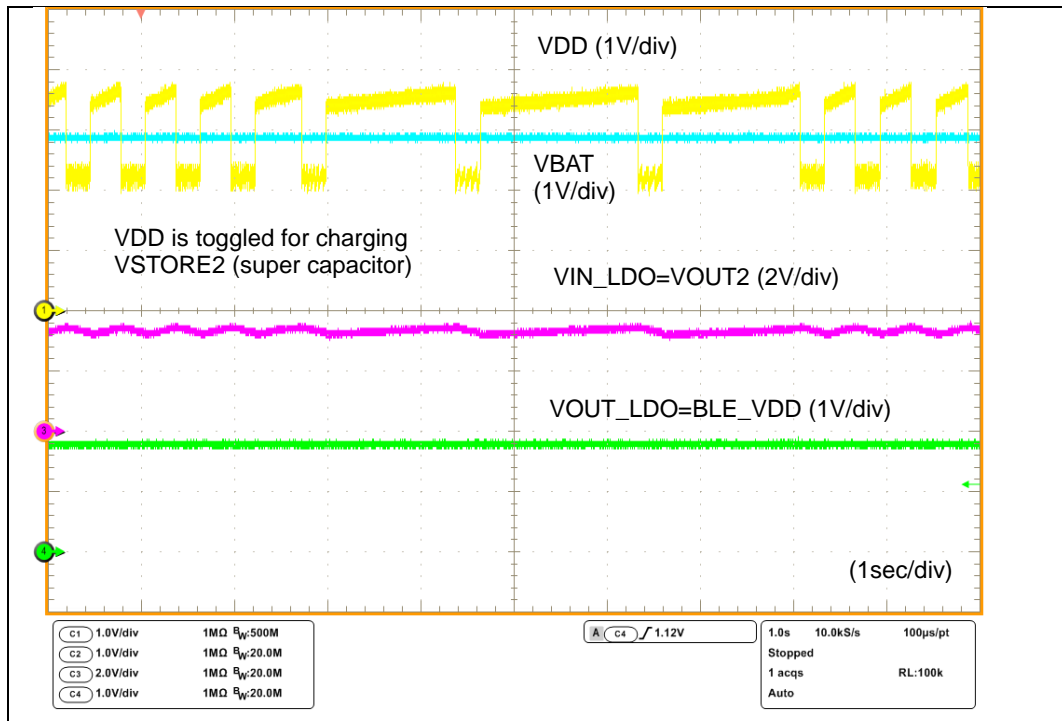 VDD (1V/div)
VBAT
(1V/div)
VDD is toggled for charging
VSTORE2 (super capacitor)
VIN_LDO=VOUT2 (2V/div)
1
VOUT_LDO=BLE_VDD (1V/div)
3
4
(1sec/div)
C1 1.0V/div 1MΩ BW:500M
C2 1.0V/div 1MΩ BW:20.0M
C3 2.0V/div 1MΩ BW:20.0M
C4 1.0V/div 1MΩ BW:20.0M
A C4 1.12V
1.0s 10.0kS/s 100µs/pt
Stopped
1 acqs RL:100k
Auto